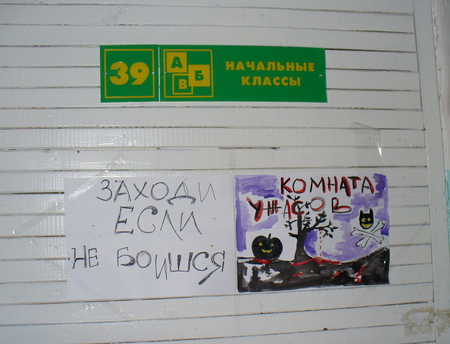 39
А
Б
В
НАЧАЛЬНЫЕ
КЛАССЫ
ЗАХОДИ
ЕСЛИ
НЕ БОИШСЯ
КОМНАТА
УЖАСОВ